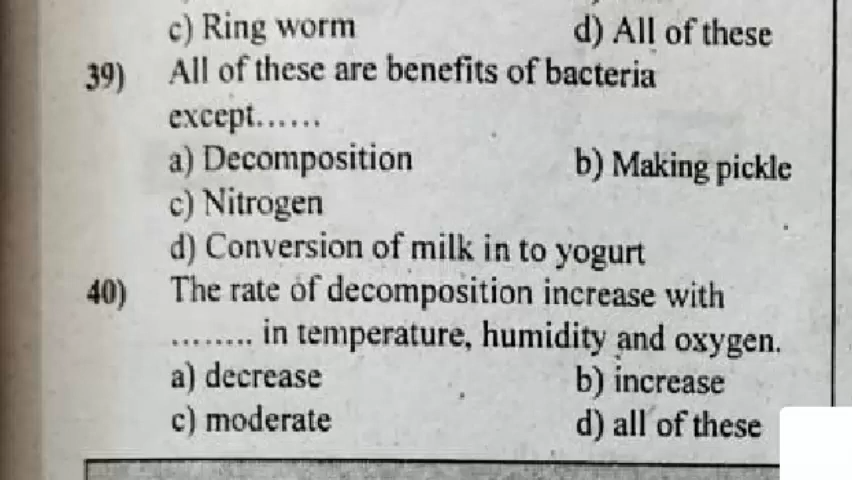 c) Ring worm d) All of these
39) All of these are benefits of bacteria
except......
a) Decomposition b) Making pickle
c) Nitrogen
d) Conversion of milk in to yogurt
40) The rate of decomposition increase with
........ in temperature, humidity and oxygen.
a) decrease b) increase
c) moderate d) all of these